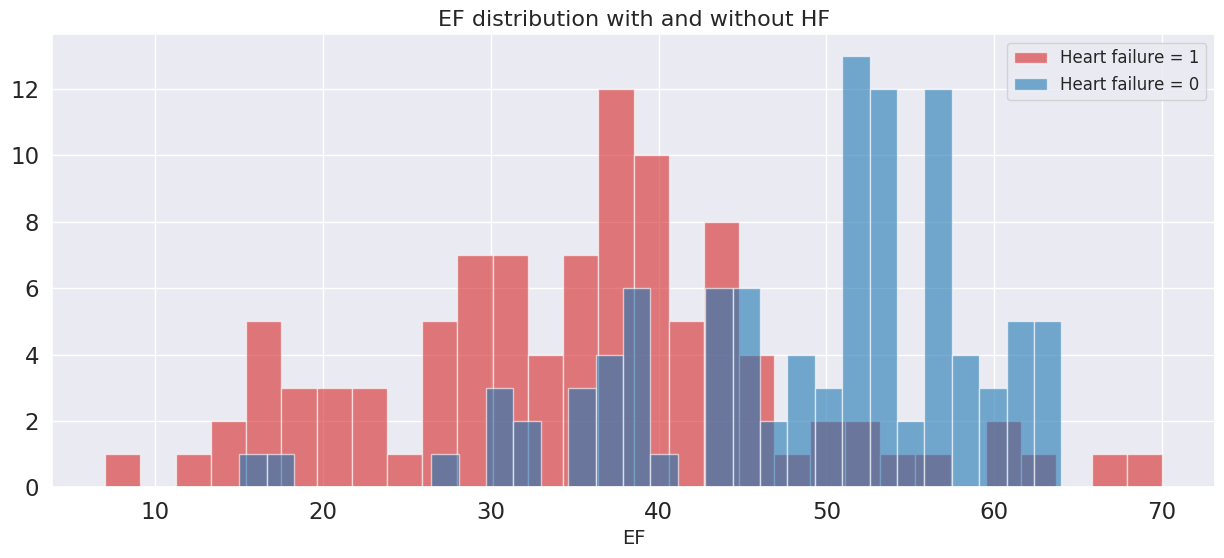 EF distribution with and without HF
Heart failure = 1
Heart failure = 0
12
10
8
6
4
2
0
10 20 30 40 50 60 70
EF